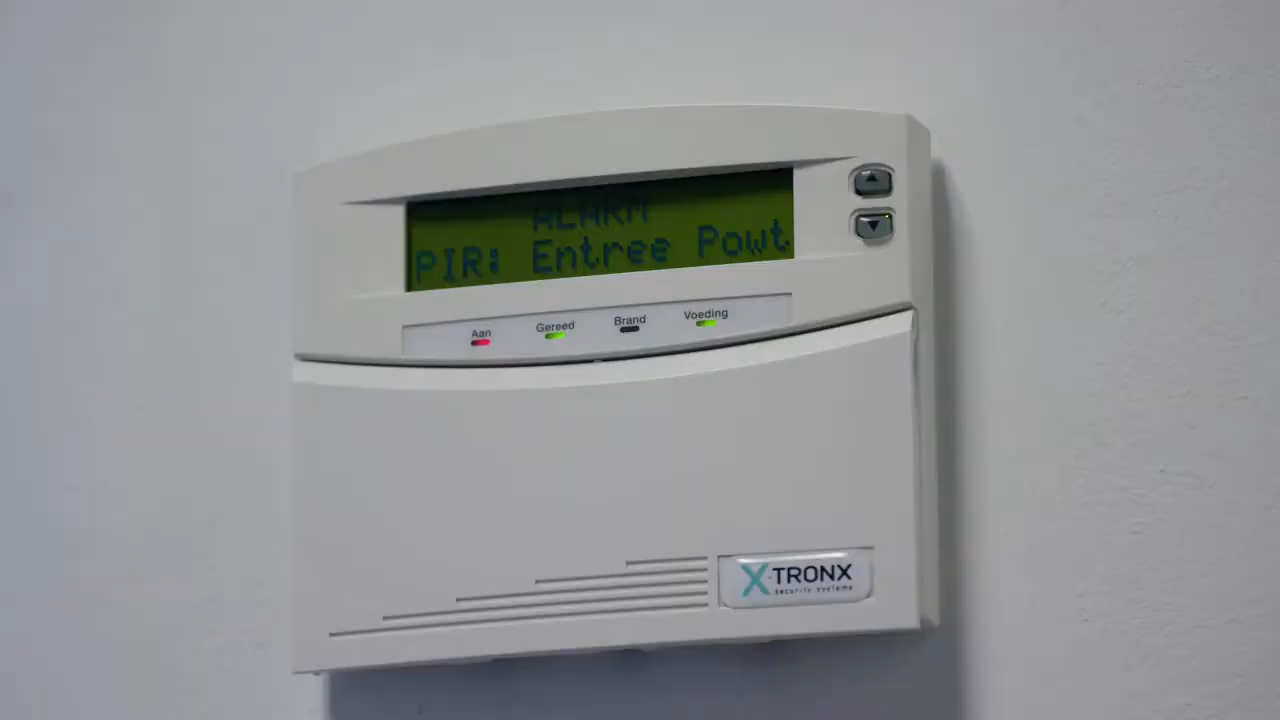 ALARM
PIR: Entree Powt
Aan Gereed Brand Voeding
X-TRONX
security systems